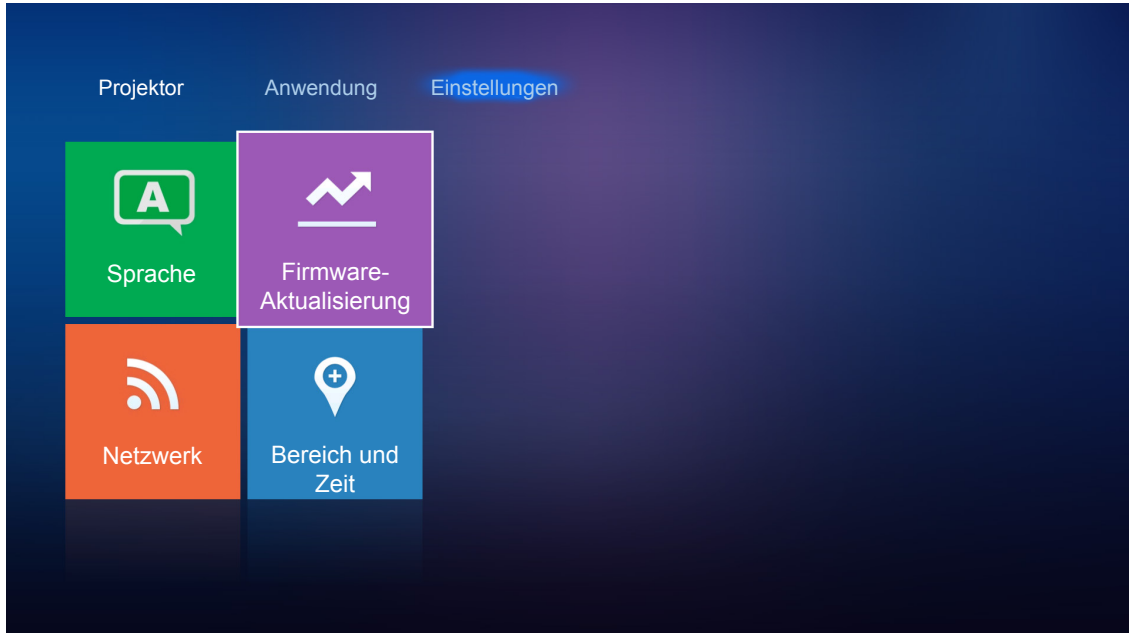 Projektor Anwendung Einstellungen
A
Sprache
Firmware-
Aktualisierung
Netzwerk
Bereich und
Zeit